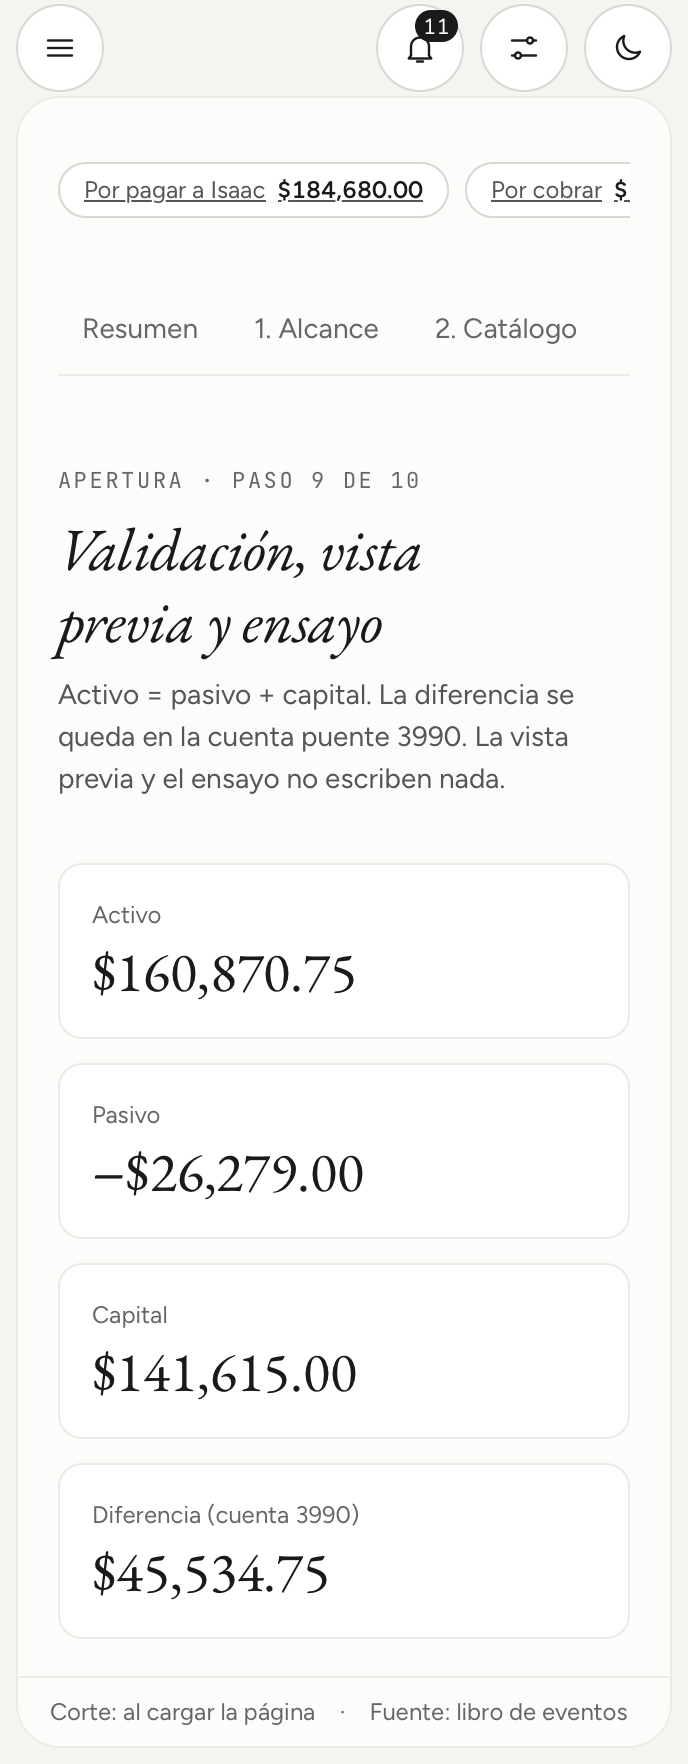 11
Por pagar a Isaac $184,680.00 Por cobrar $
Resumen 1. Alcance 2. Catálogo
APERTURA · PASO 9 DE 10
Validación, vista
previa y ensayo
Activo = pasivo + capital. La diferencia se
queda en la cuenta puente 3990. La vista
previa y el ensayo no escriben nada.
Activo
$160,870.75
Pasivo
–$26,279.00
Capital
$141,615.00
Diferencia (cuenta 3990)
$45,534.75
Corte: al cargar la página · Fuente: libro de eventos